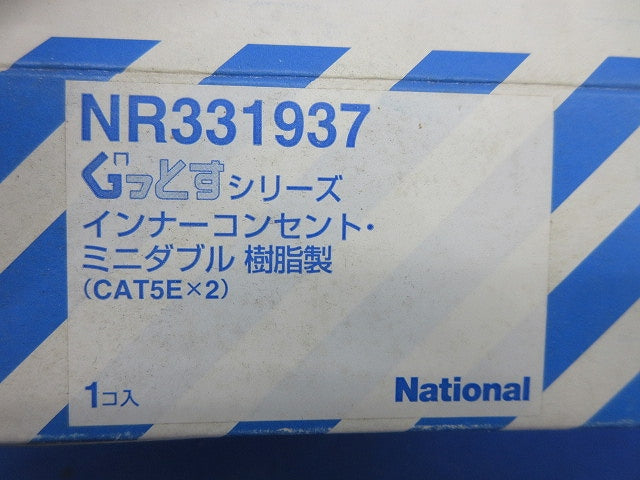 NR331937
ぐっとすシリーズ
インナーコンセント・
ミニダブル 樹脂製
(CAT5E×2)
1コ入
National